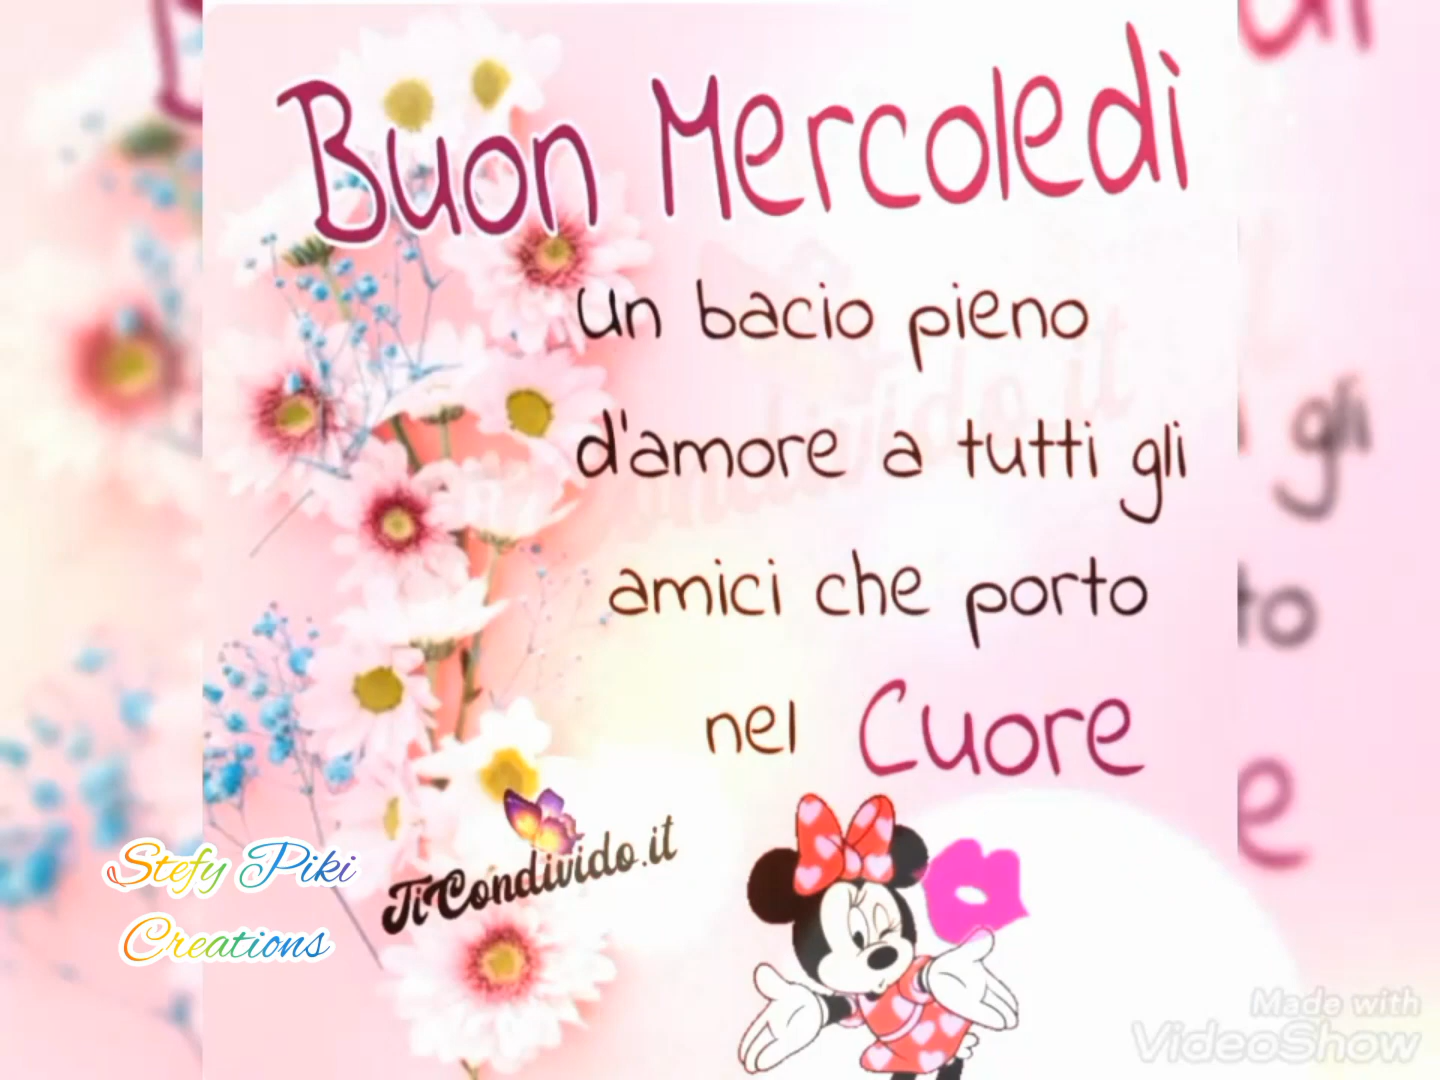 Buon Mercoledì
un bacio pieno
d'amore a tutti gli
amici che porto
nel Cuore
TiCondivido.it
Stefy Piki
Creations
Made with
VideoShow